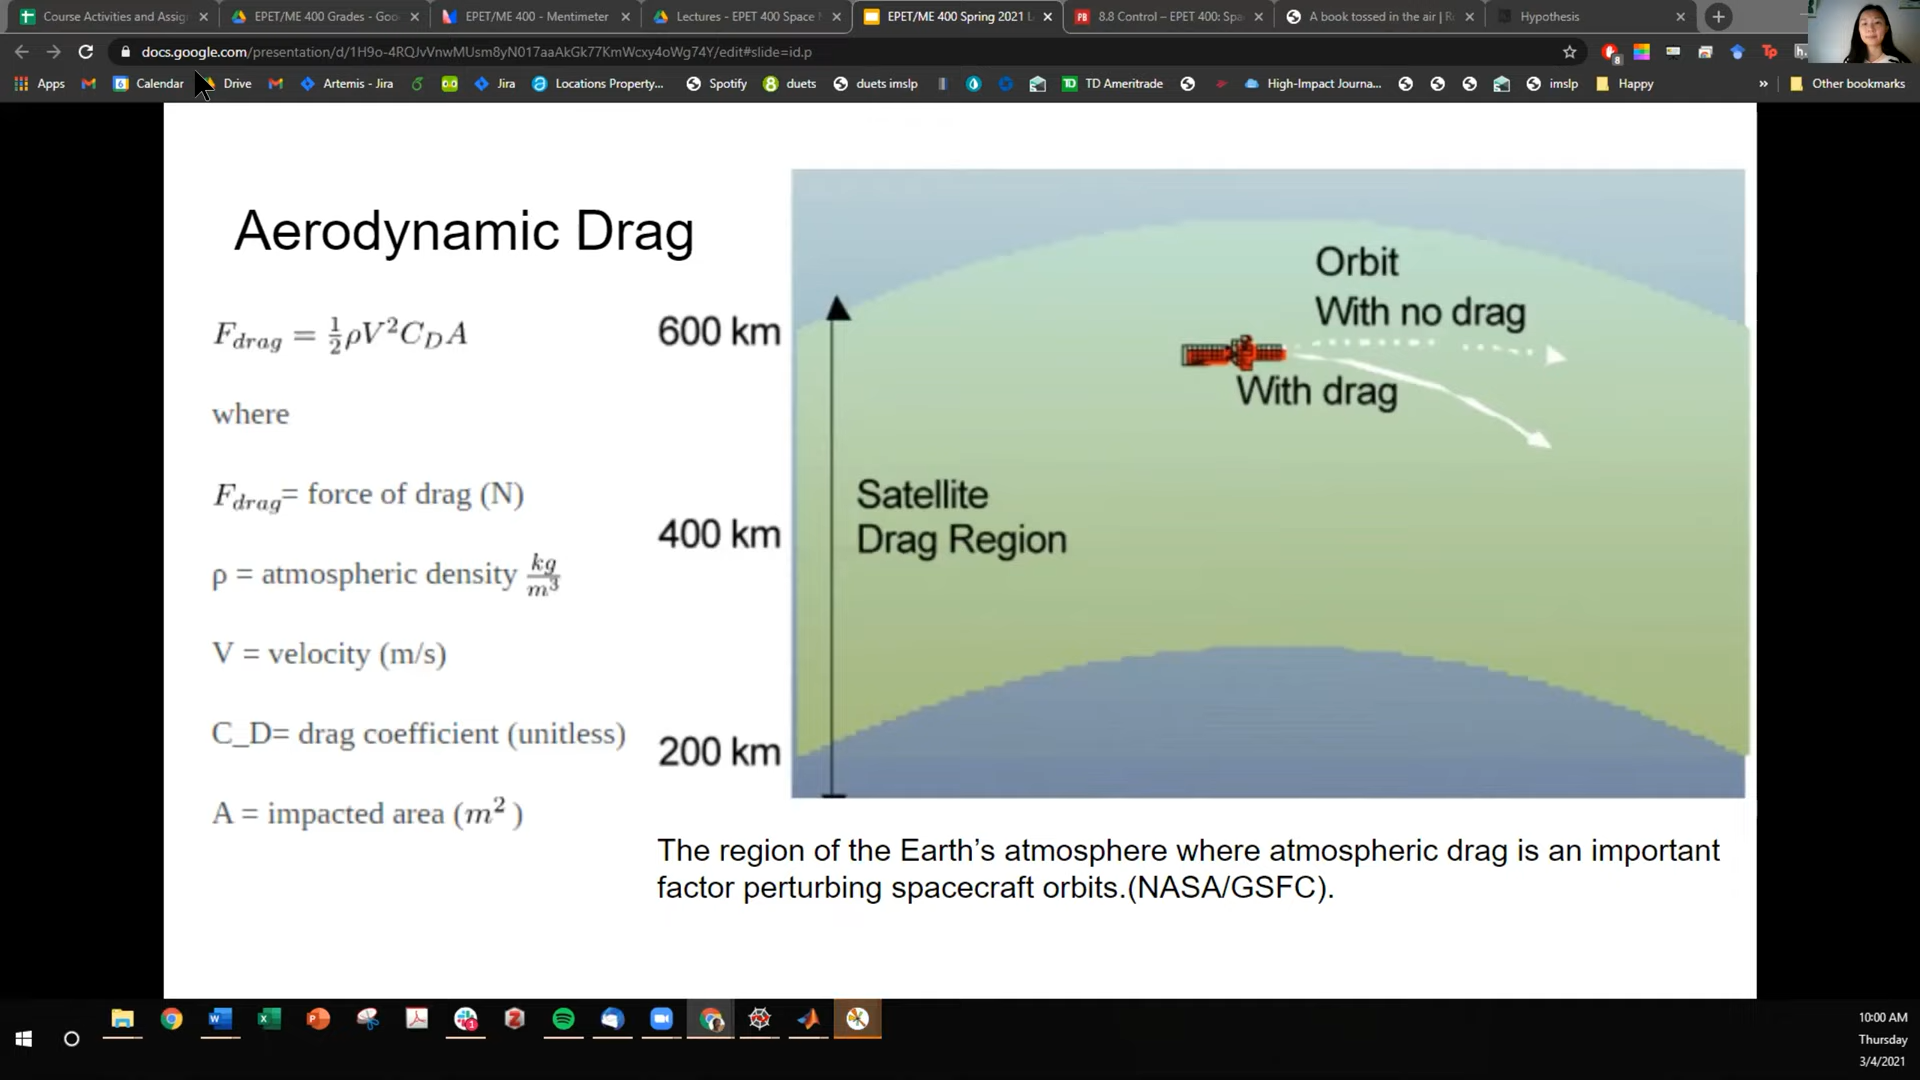 Course Activities and Assign
EPET/ME 400 Grades - Goo
EPET/ME 400 - Mentimeter
Lectures - EPET 400 Space
EPET/ME 400 Spring 2021 L
8.8 Control – EPET 400: Spa
A book tossed in the air | R
Hypothesis
docs.google.com/presentation/d/1H9o-4RQJvVnwMUsm8yN017aaAkGk77KmWcxy4oWg74Y/edit#slide=id.p
Apps
Calendar
Drive
Artemis - Jira
Jira
Locations Property...
Spotify
duets
duets imslp
TD Ameritrade
High-Impact Journa...
imslp
Happy
»
Other bookmarks
Aerodynamic Drag
F_drag = 1/2 ρV²C_D A
where
F_drag= force of drag (N)
ρ = atmospheric density kg/m³
V = velocity (m/s)
C_D= drag coefficient (unitless)
A = impacted area (m² )
600 km
400 km
200 km
Orbit
With no drag
With drag
Satellite
Drag Region
The region of the Earth's atmosphere where atmospheric drag is an important
factor perturbing spacecraft orbits.(NASA/GSFC).
10:00 AM
Thursday
3/4/2021